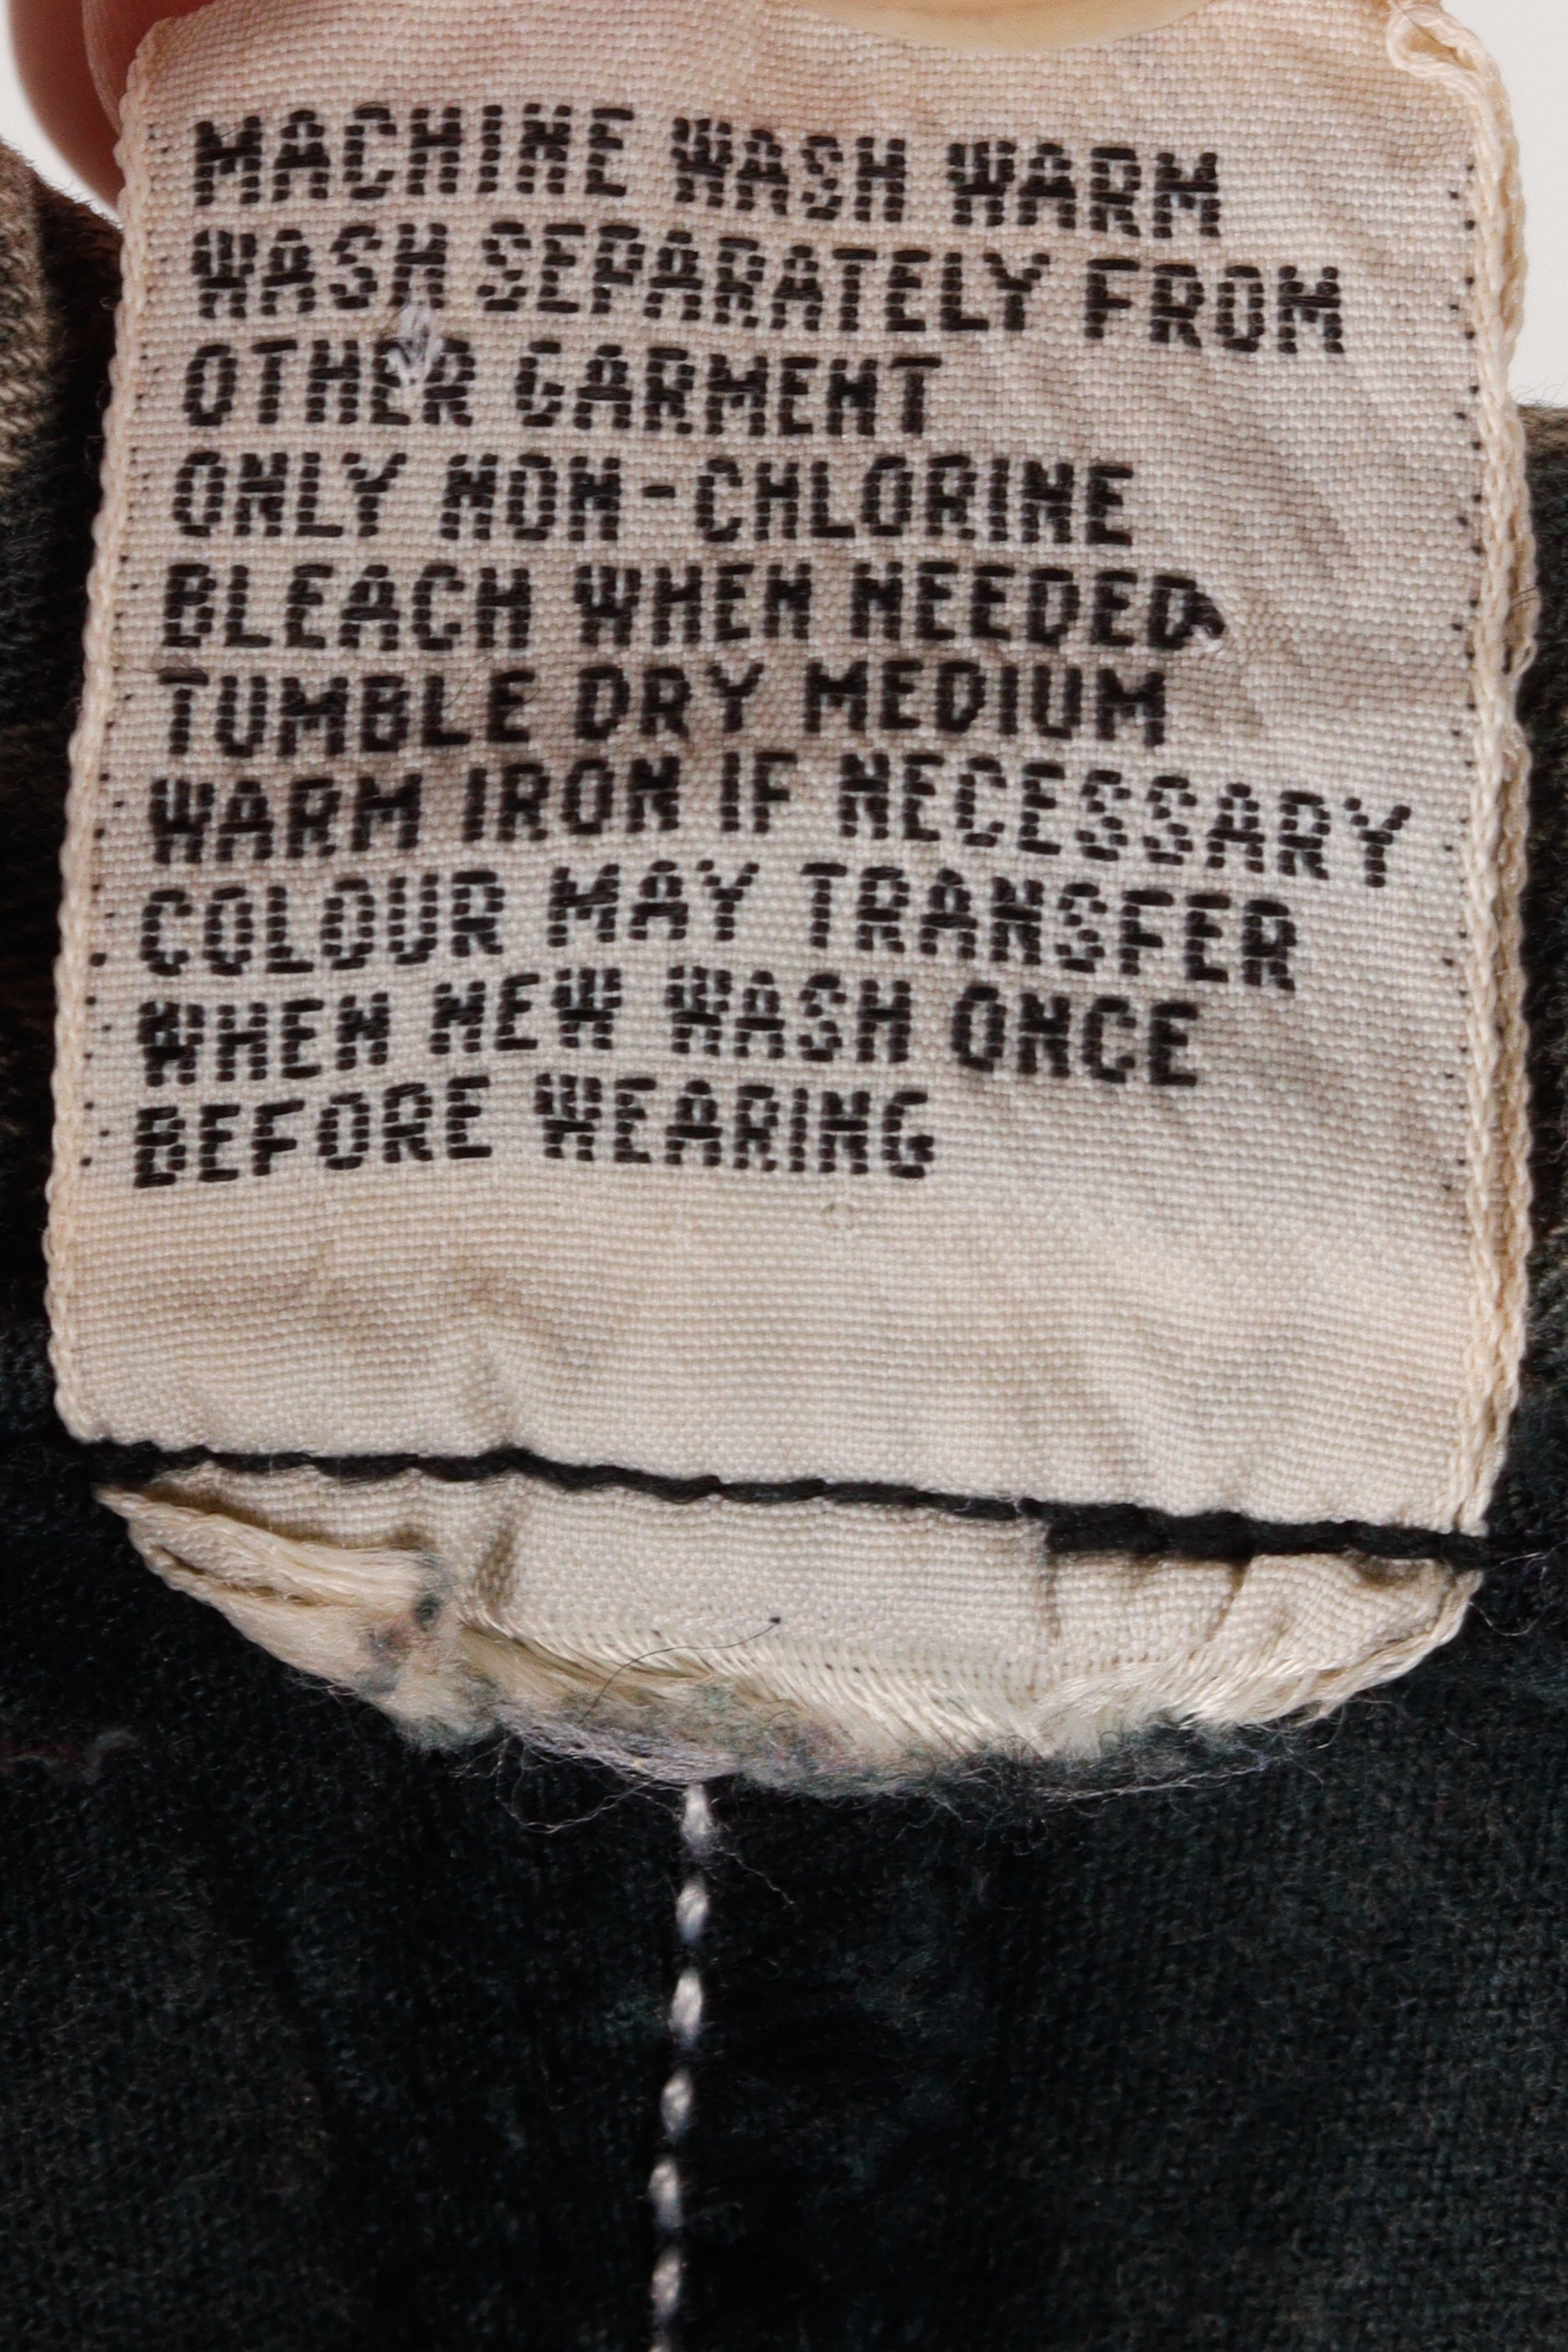 MACHINE WASH WARM
WASH SEPARATELY FROM
OTHER GARMENT
ONLY NON-CHLORINE
BLEACH WHEN NEEDED
TUMBLE DRY MEDIUM
WARM IRON IF NECESSARY
COLOUR MAY TRANSFER
WHEN NEW WASH ONCE
BEFORE WEARING